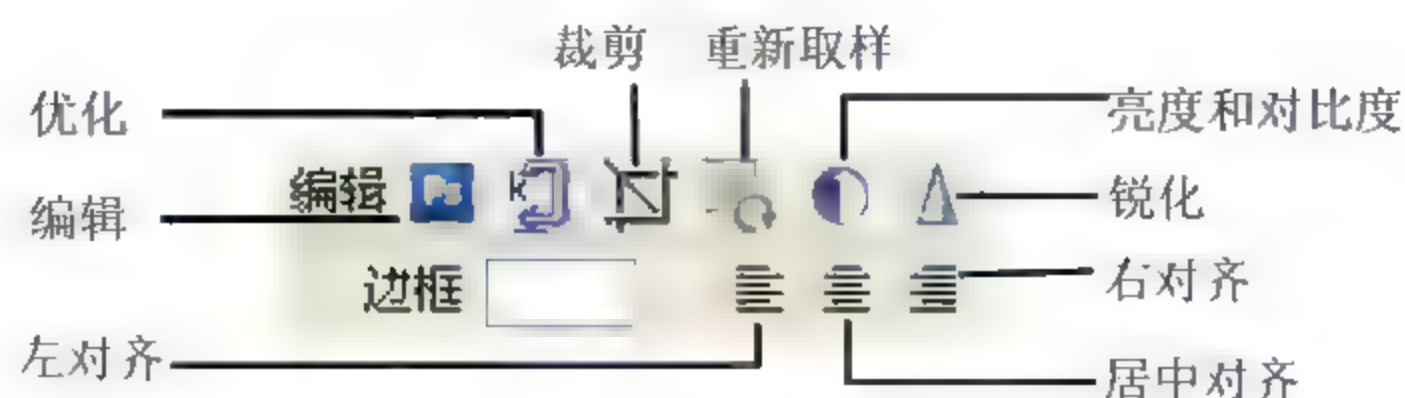 裁剪 重新取样
优化 亮度和对比度
编辑 编辑 Ps 锐化
边框 右对齐
左对齐 居中对齐